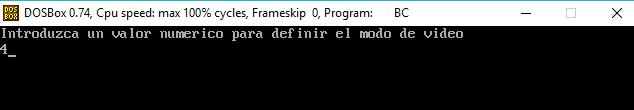 DOSBox 0.74, Cpu speed: max 100% cycles, Frameskip 0, Program: BC
Introduzca un valor numerico para definir el modo de video
4_